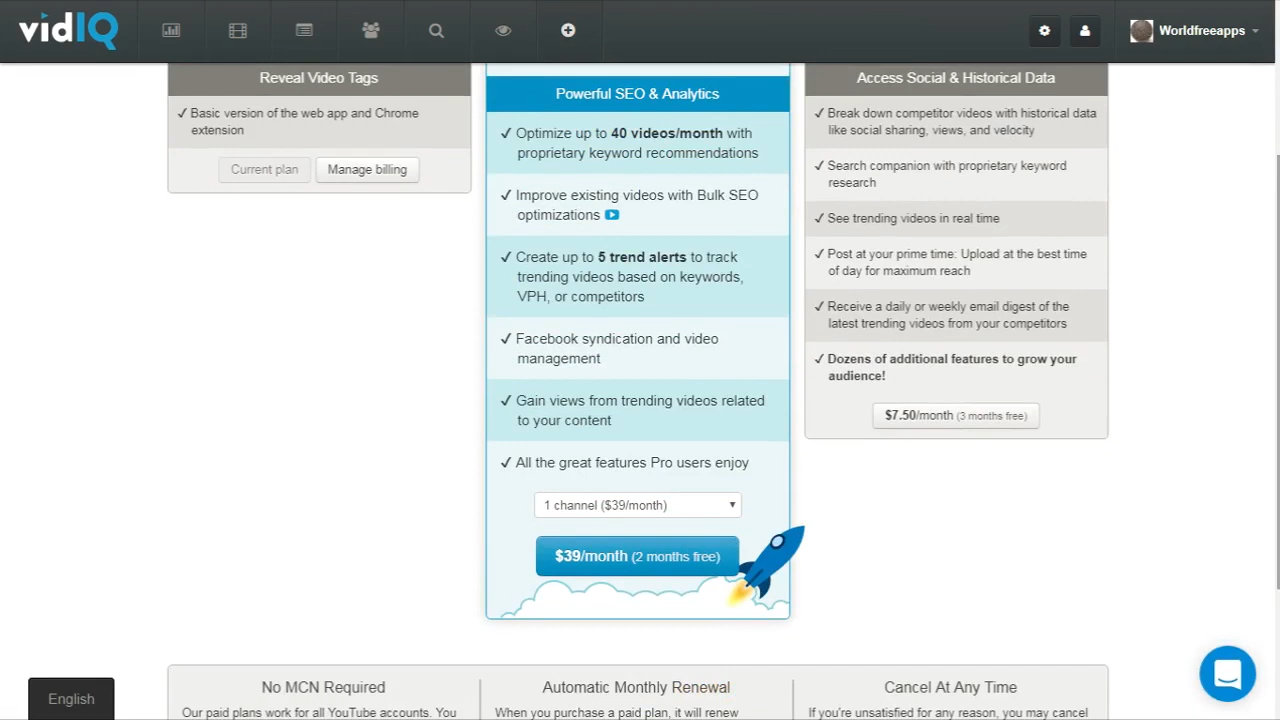 vidIQ
Worldfreeapps
Reveal Video Tags
✓ Basic version of the web app and Chrome
extension
Current plan
Manage billing
Powerful SEO & Analytics
✓ Optimize up to 40 videos/month with
proprietary keyword recommendations
✓ Improve existing videos with Bulk SEO
optimizations
✓ Create up to 5 trend alerts to track
trending videos based on keywords,
VPH, or competitors
✓ Facebook syndication and video
management
✓ Gain views from trending videos related
to your content
✓ All the great features Pro users enjoy
1 channel ($39/month)
$39/month (2 months free)
Access Social & Historical Data
✓ Break down competitor videos with historical data
like social sharing, views, and velocity
✓ Search companion with proprietary keyword
research
✓ See trending videos in real time
✓ Post at your prime time: Upload at the best time
of day for maximum reach
✓ Receive a daily or weekly email digest of the
latest trending videos from your competitors
✓ Dozens of additional features to grow your
audience!
$7.50/month (3 months free)
No MCN Required
Our paid plans work for all YouTube accounts. You
Automatic Monthly Renewal
When you purchase a paid plan, it will renew
Cancel At Any Time
If you're unsatisfied for any reason, you may cancel
English